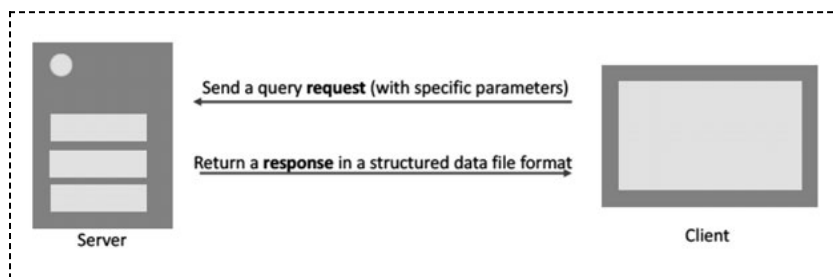 Send a query request (with specific parameters)
Return a response in a structured data file format
Server
Client